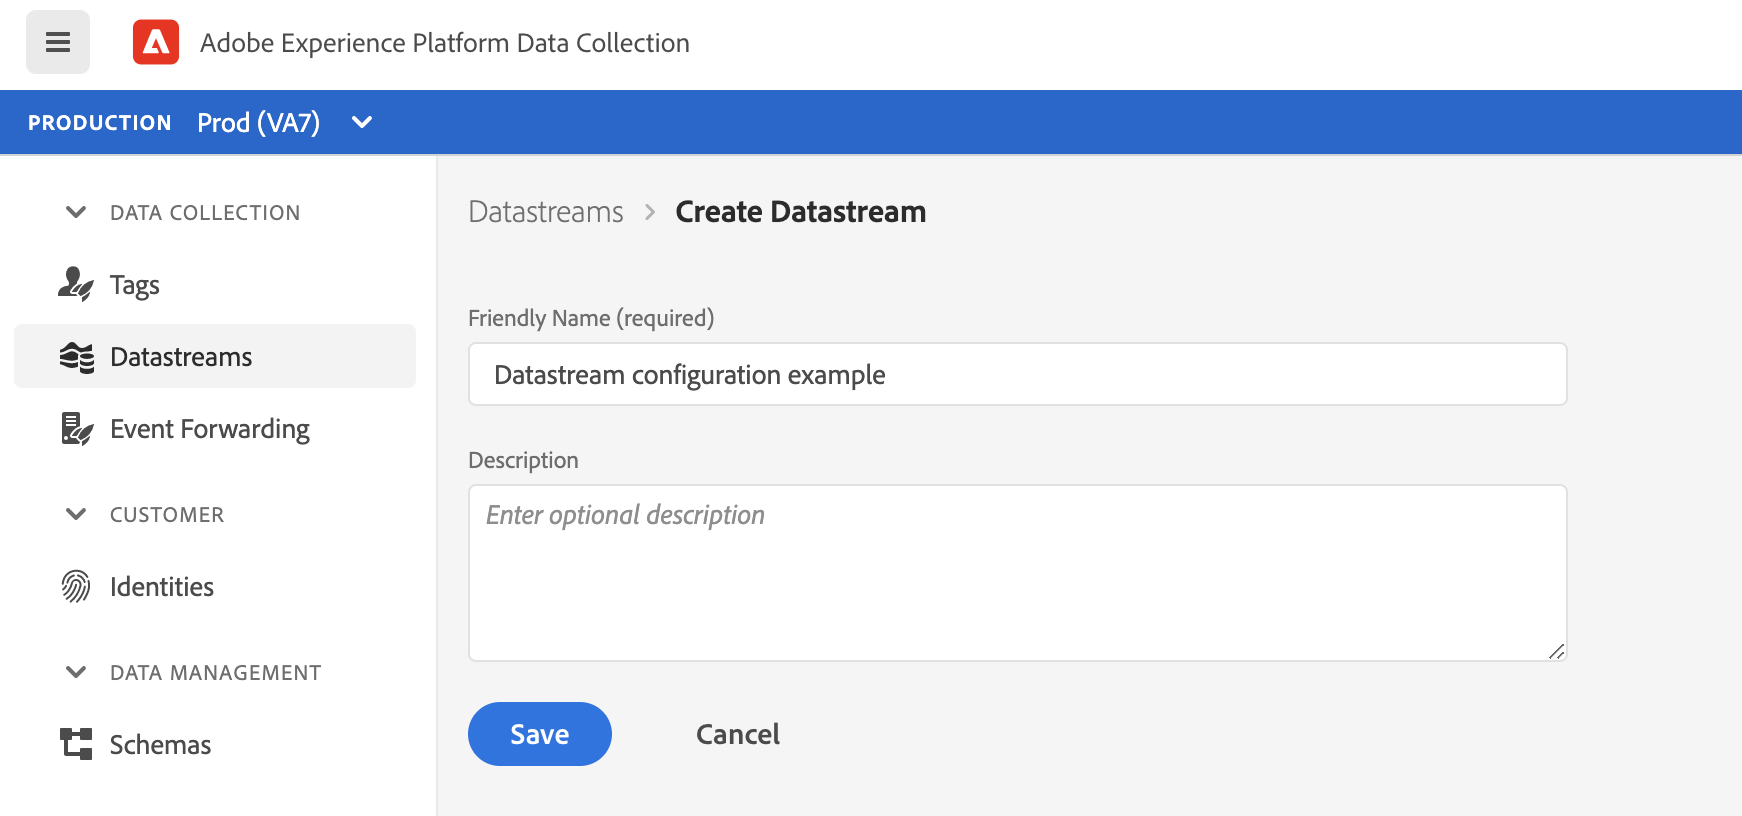 Adobe Experience Platform Data Collection
PRODUCTION Prod (VA7)
DATA COLLECTION
Tags
Datastreams
Event Forwarding
CUSTOMER
Identities
DATA MANAGEMENT
Schemas
Datastreams > Create Datastream
Friendly Name (required)
Datastream configuration example
Description
Enter optional description
Save Cancel